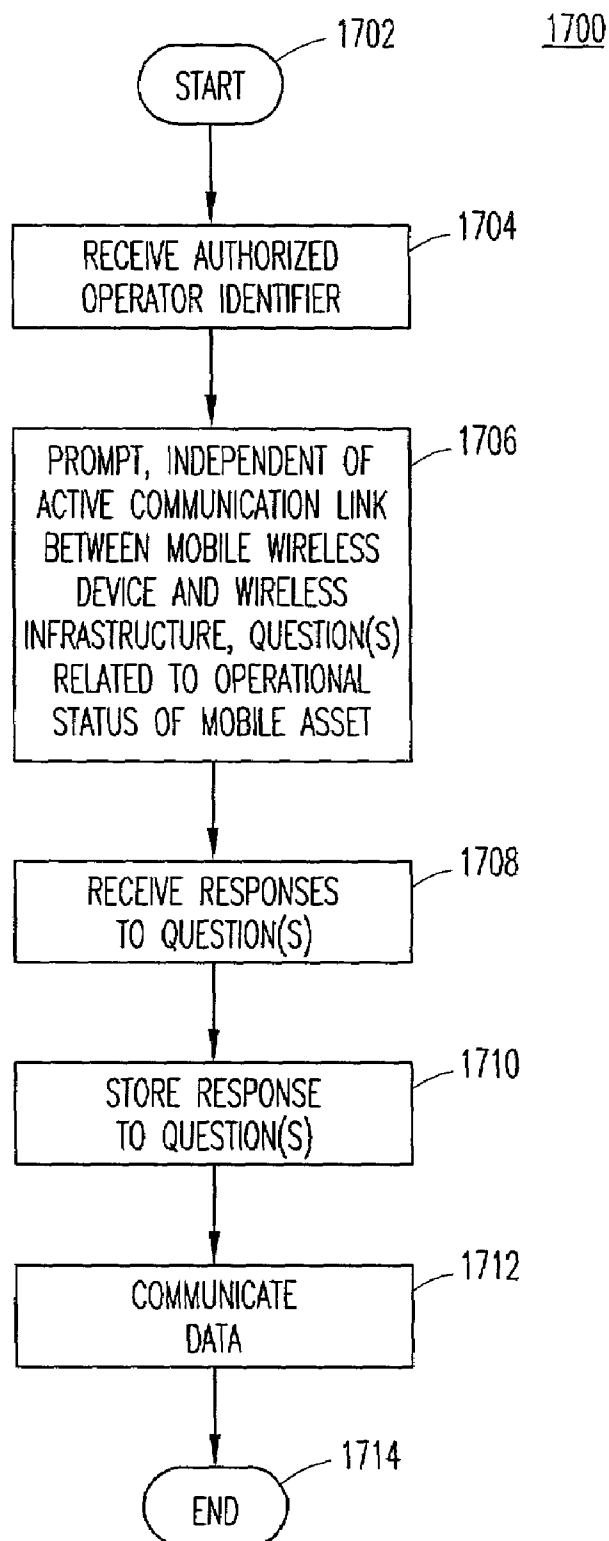 1702
1700
START
1704
RECEIVE AUTHORIZED
OPERATOR IDENTIFIER
1706
PROMPT, INDEPENDENT OF
ACTIVE COMMUNICATION LINK
BETWEEN MOBILE WIRELESS
DEVICE AND WIRELESS
INFRASTRUCTURE, QUESTION(S)
RELATED TO OPERATIONAL
STATUS OF MOBILE ASSET
1708
RECEIVE RESPONSES
TO QUESTION(S)
1710
STORE RESPONSE
TO QUESTION(S)
1712
COMMUNICATE
DATA
1714
END